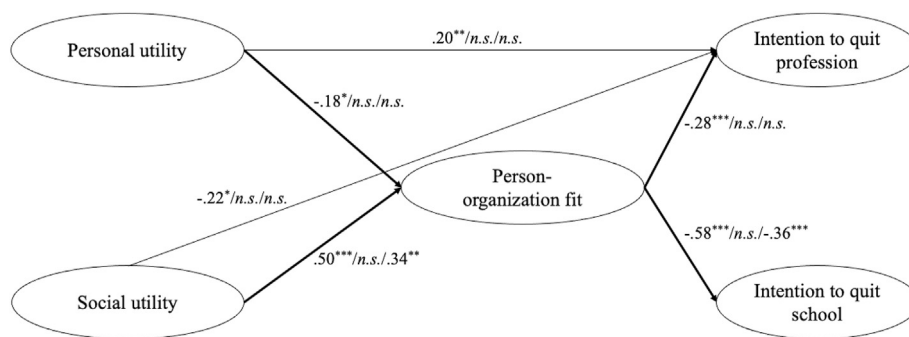 Personal utility
.20**/n.s./n.s.
Intention to quit
profession
-.18*/n.s./n.s.
-.28***/n.s./n.s.
Person-
organization fit
-.22*/n.s./n.s.
-.58***/n.s./-.36***
.50***/n.s./.34**
Social utility
Intention to quit
school